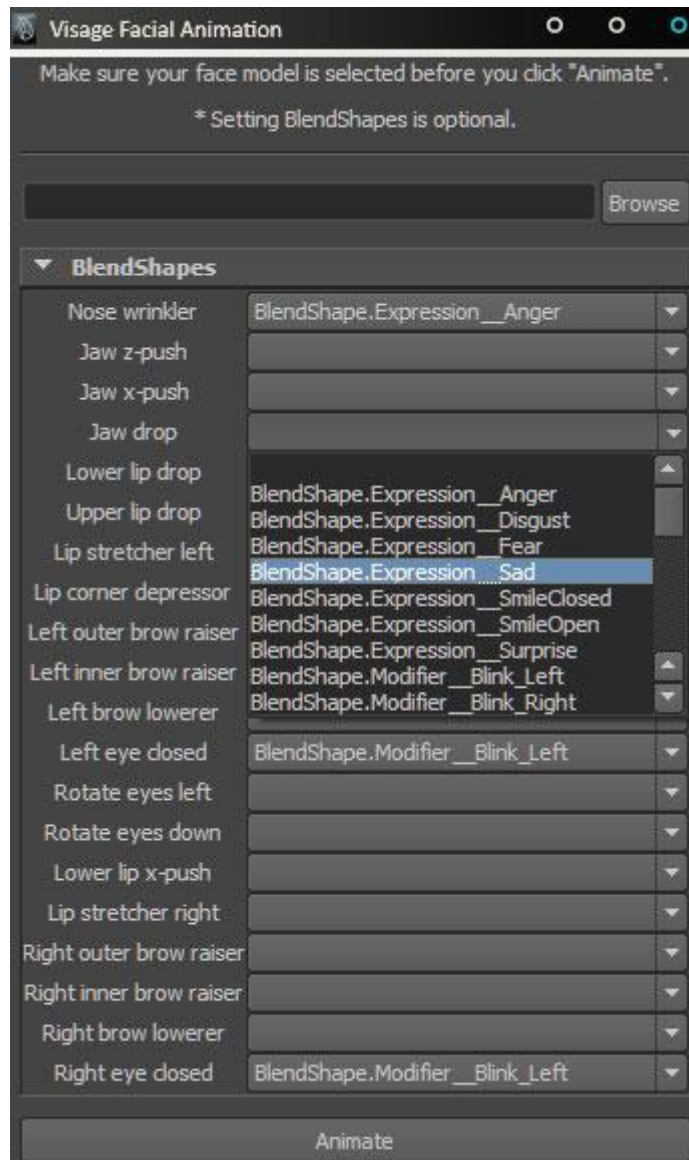 Visage Facial Animation
Make sure your face model is selected before you click "Animate".
* Setting BlendShapes is optional.
Browse
BlendShapes
Nose wrinkler BlendShape.Expression__Anger
Jaw z-push
Jaw x-push
Jaw drop
Lower lip drop
BlendShape.Expression__Anger
Upper lip drop
BlendShape.Expression__Disgust
BlendShape.Expression__Fear
Lip stretcher left
BlendShape.Expression__Sad
Lip corner depressor
BlendShape.Expression__SmileClosed
BlendShape.Expression__SmileOpen
Left outer brow raiser
BlendShape.Expression__Surprise
Left inner brow raiser
BlendShape.Modifier__Blink_Left
BlendShape.Modifier__Blink_Right
Left brow lowerer
Left eye closed BlendShape.Modifier__Blink_Left
Rotate eyes left
Rotate eyes down
Lower lip x-push
Lip stretcher right
Right outer brow raiser
Right inner brow raiser
Right brow lowerer
Right eye closed BlendShape.Modifier__Blink_Left
Animate